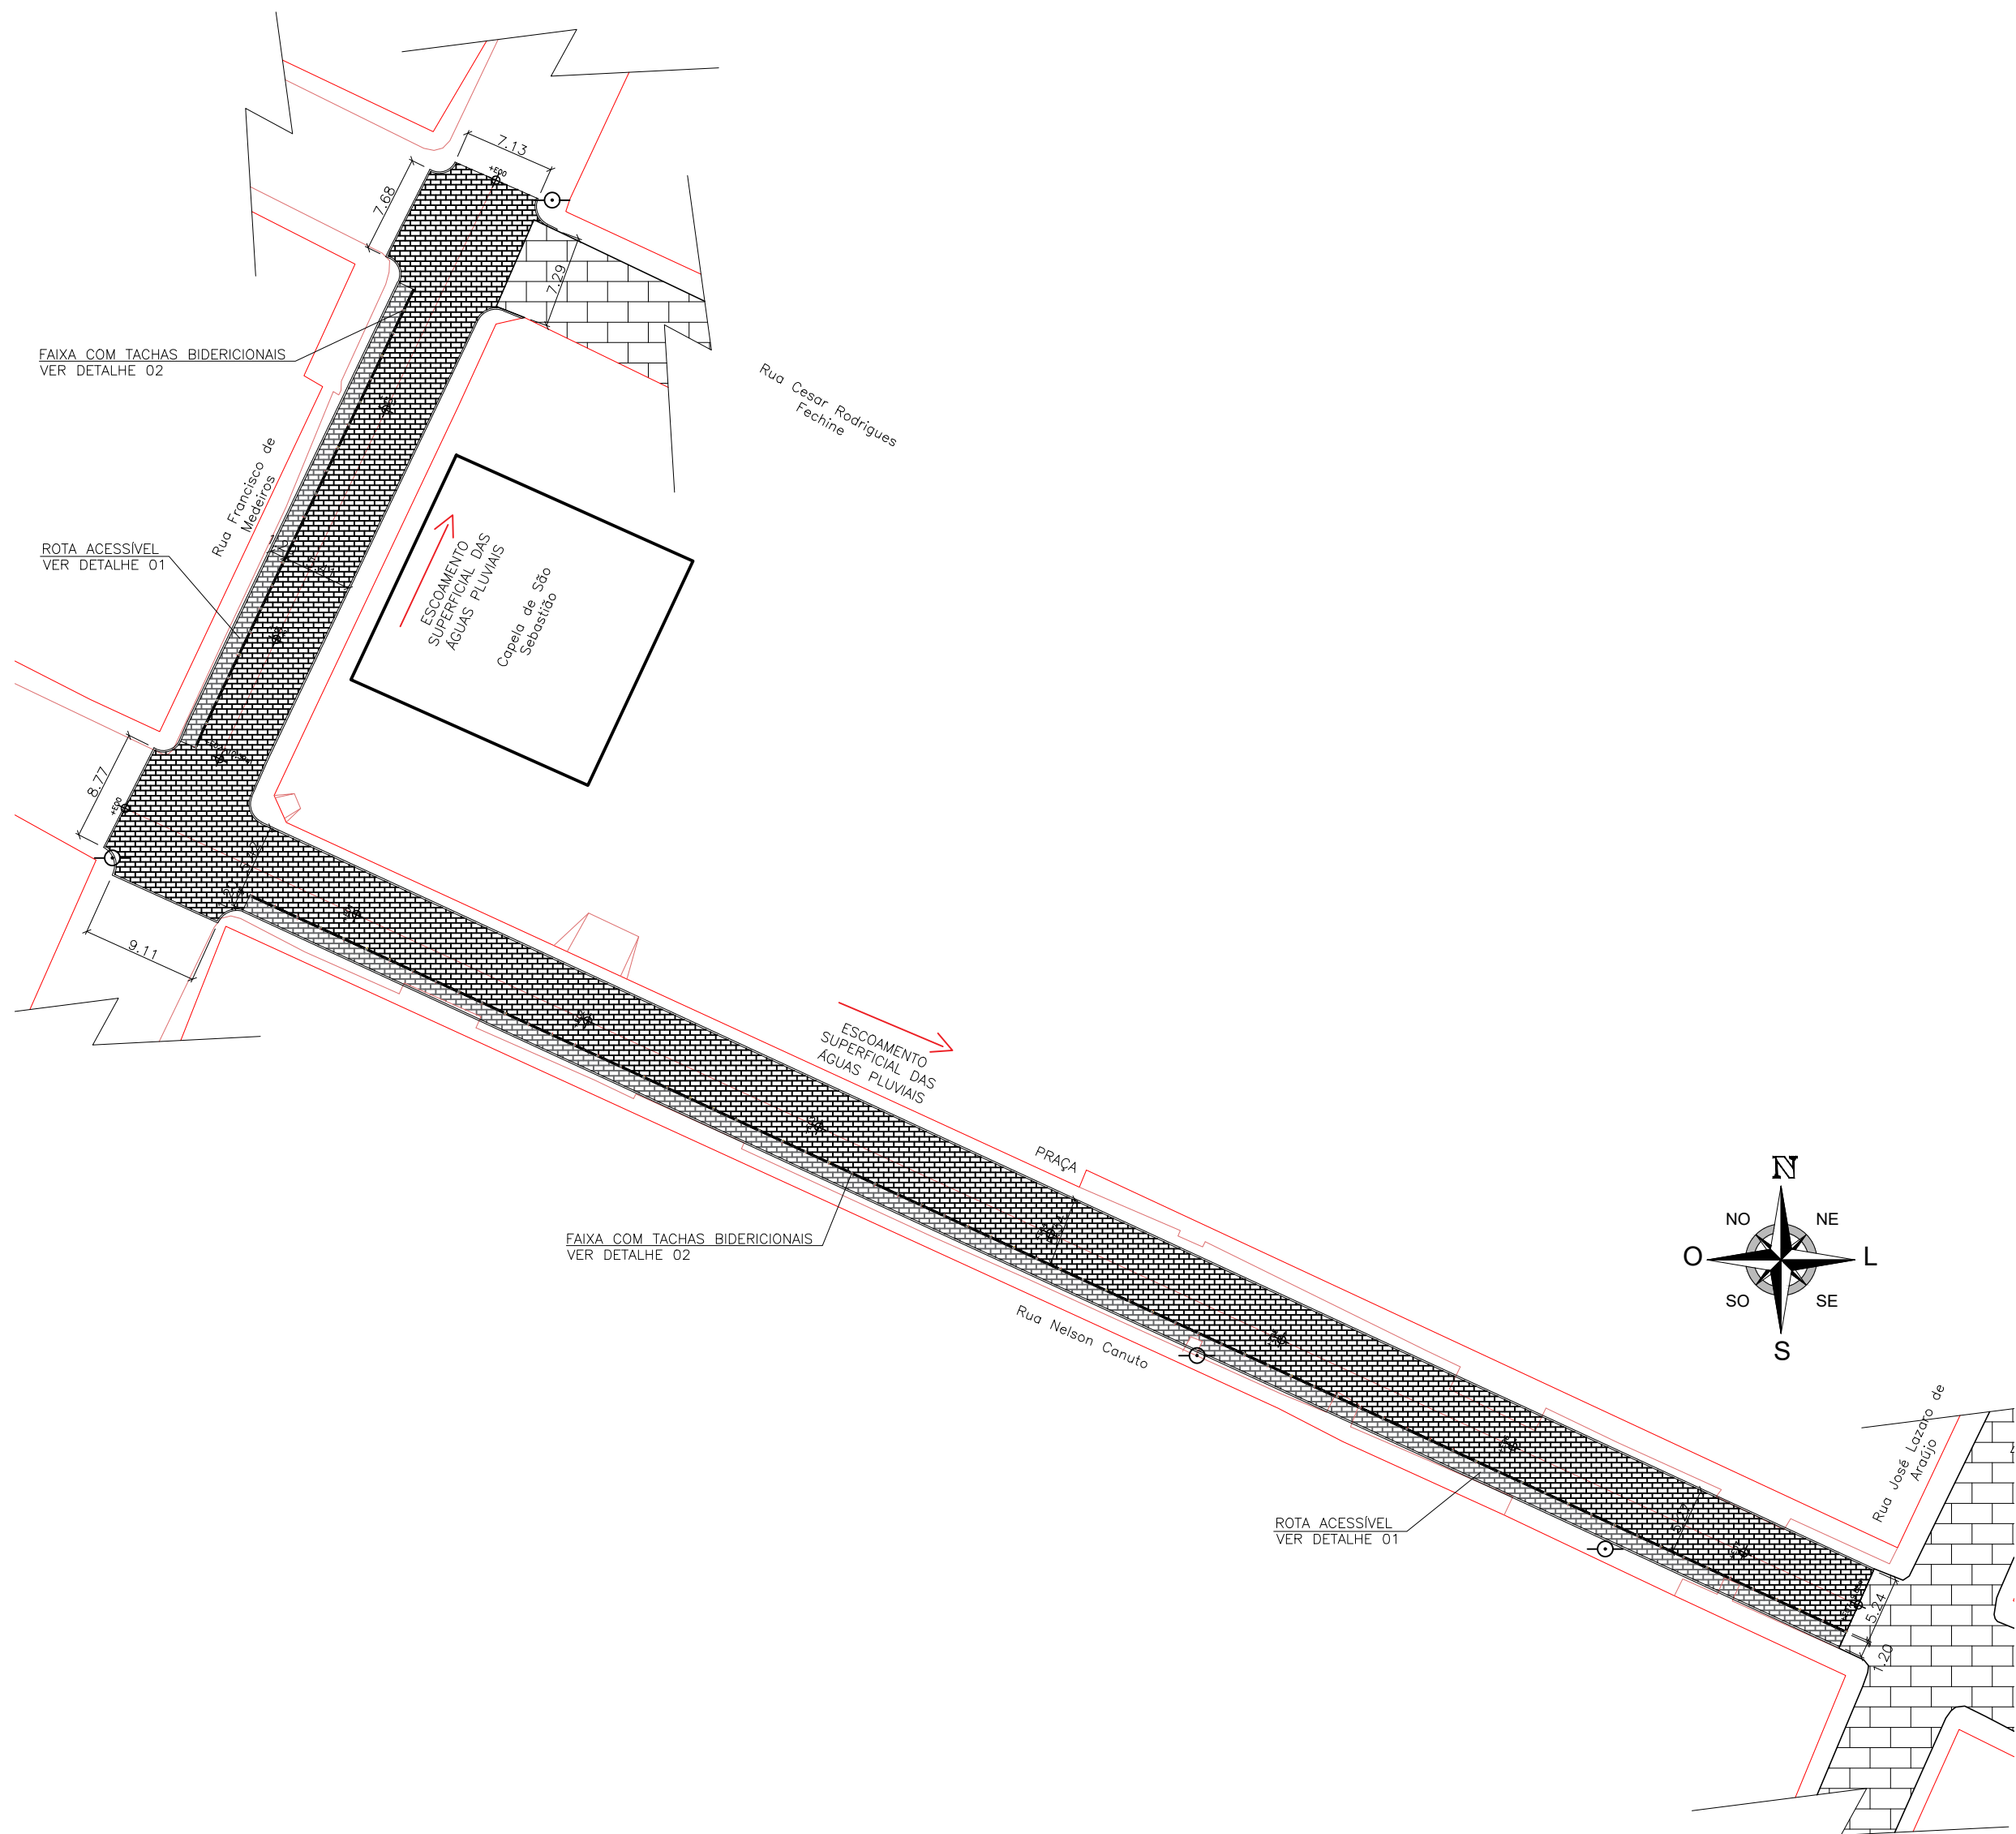 7.13
+E00
7.68
7.29
FAIXA COM TACHAS BIDERICIONAIS
VER DETALHE 02
Rua Cesar Rodrigues
Fechine
Rua Francisco de
Medeiros
ROTA ACESSÍVEL
VER DETALHE 01
ESCOAMENTO
SUPERFICIAL DAS
ÁGUAS PLUVIAIS
Capela de São
Sebastião
8.77
+E00
9.11
ESCOAMENTO
SUPERFICIAL DAS
ÁGUAS PLUVIAIS
PRAÇA
FAIXA COM TACHAS BIDERICIONAIS
VER DETALHE 02
Rua Nelson Canuto
N
NO
NE
O
L
SO
SE
S
Rua José Lazaro de
Araújo
ROTA ACESSÍVEL
VER DETALHE 01
5.24
1.20